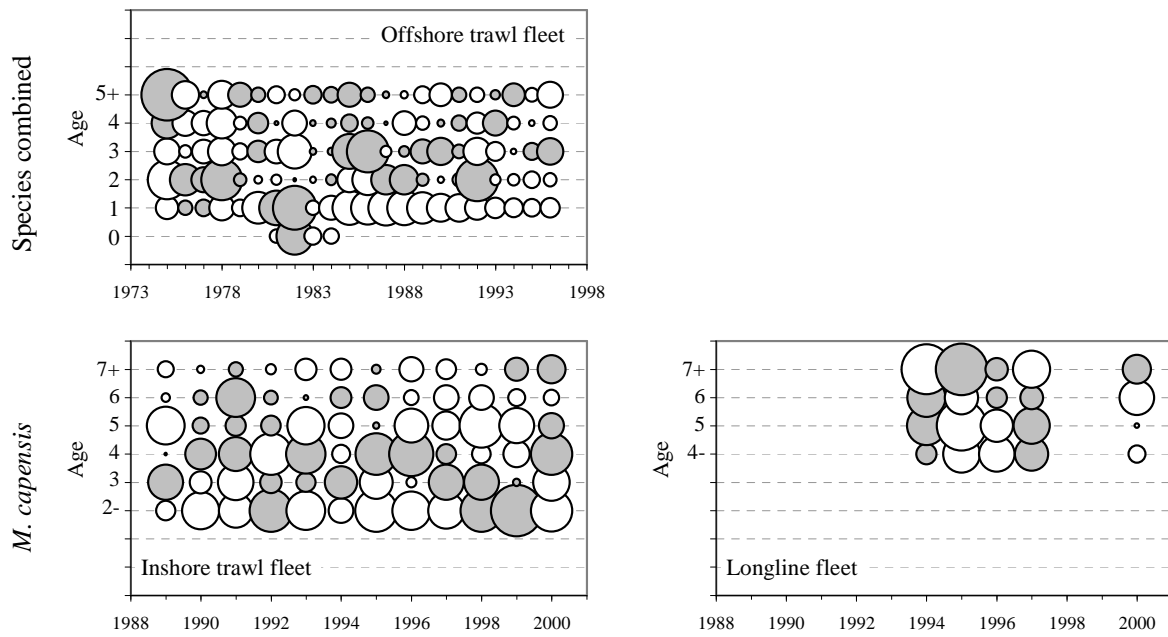 Species combined
Offshore trawl fleet
Age
5+
4
3
2
1
0
1973 1978 1983 1988 1993 1998
M. capensis
Age
7+
6
5
4
3
2-
Inshore trawl fleet
1988 1990 1992 1994 1996 1998 2000
Age
7+
6
5
4-
Longline fleet
1988 1990 1992 1994 1996 1998 2000